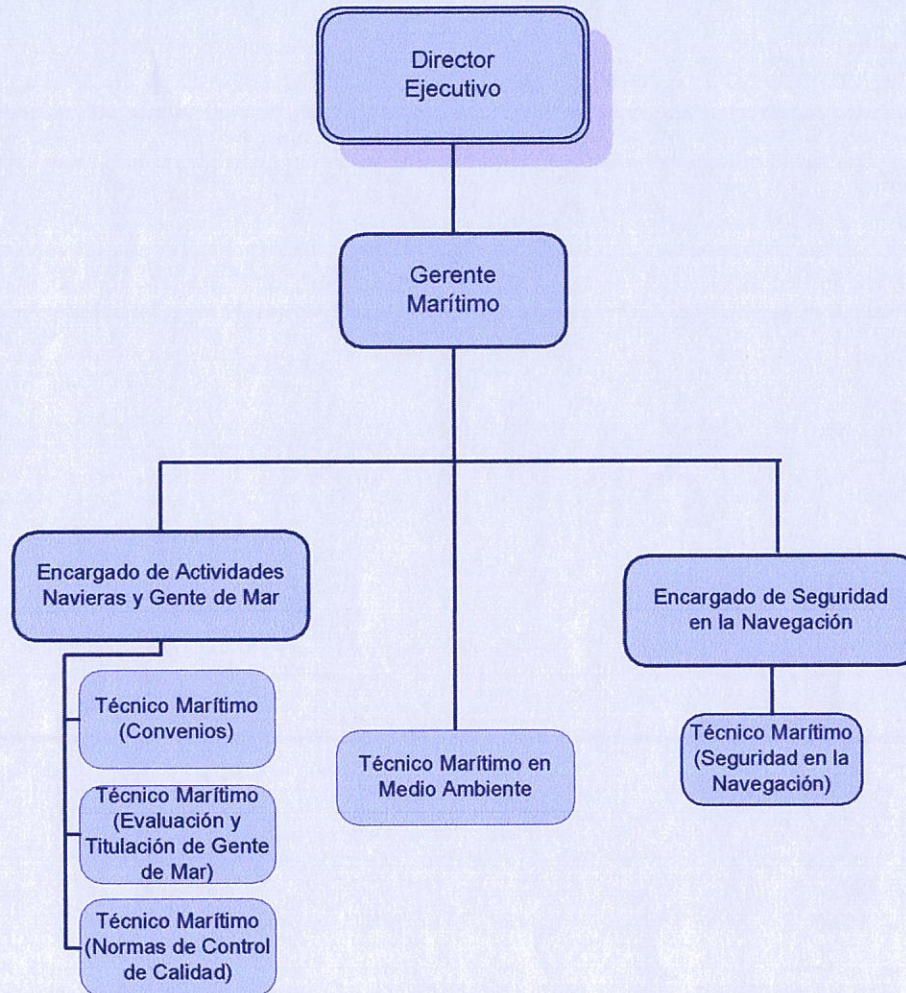 Director
Ejecutivo
Gerente
Marítimo
Encargado de Actividades
Navieras y Gente de Mar
Técnico Marítimo
(Convenios)
Técnico Marítimo
(Evaluación y
Titulación de Gente
de Mar)
Técnico Marítimo
(Normas de Control
de Calidad)
Técnico Marítimo en
Medio Ambiente
Encargado de Seguridad
en la Navegación
Técnico Marítimo
(Seguridad en la
Navegación)